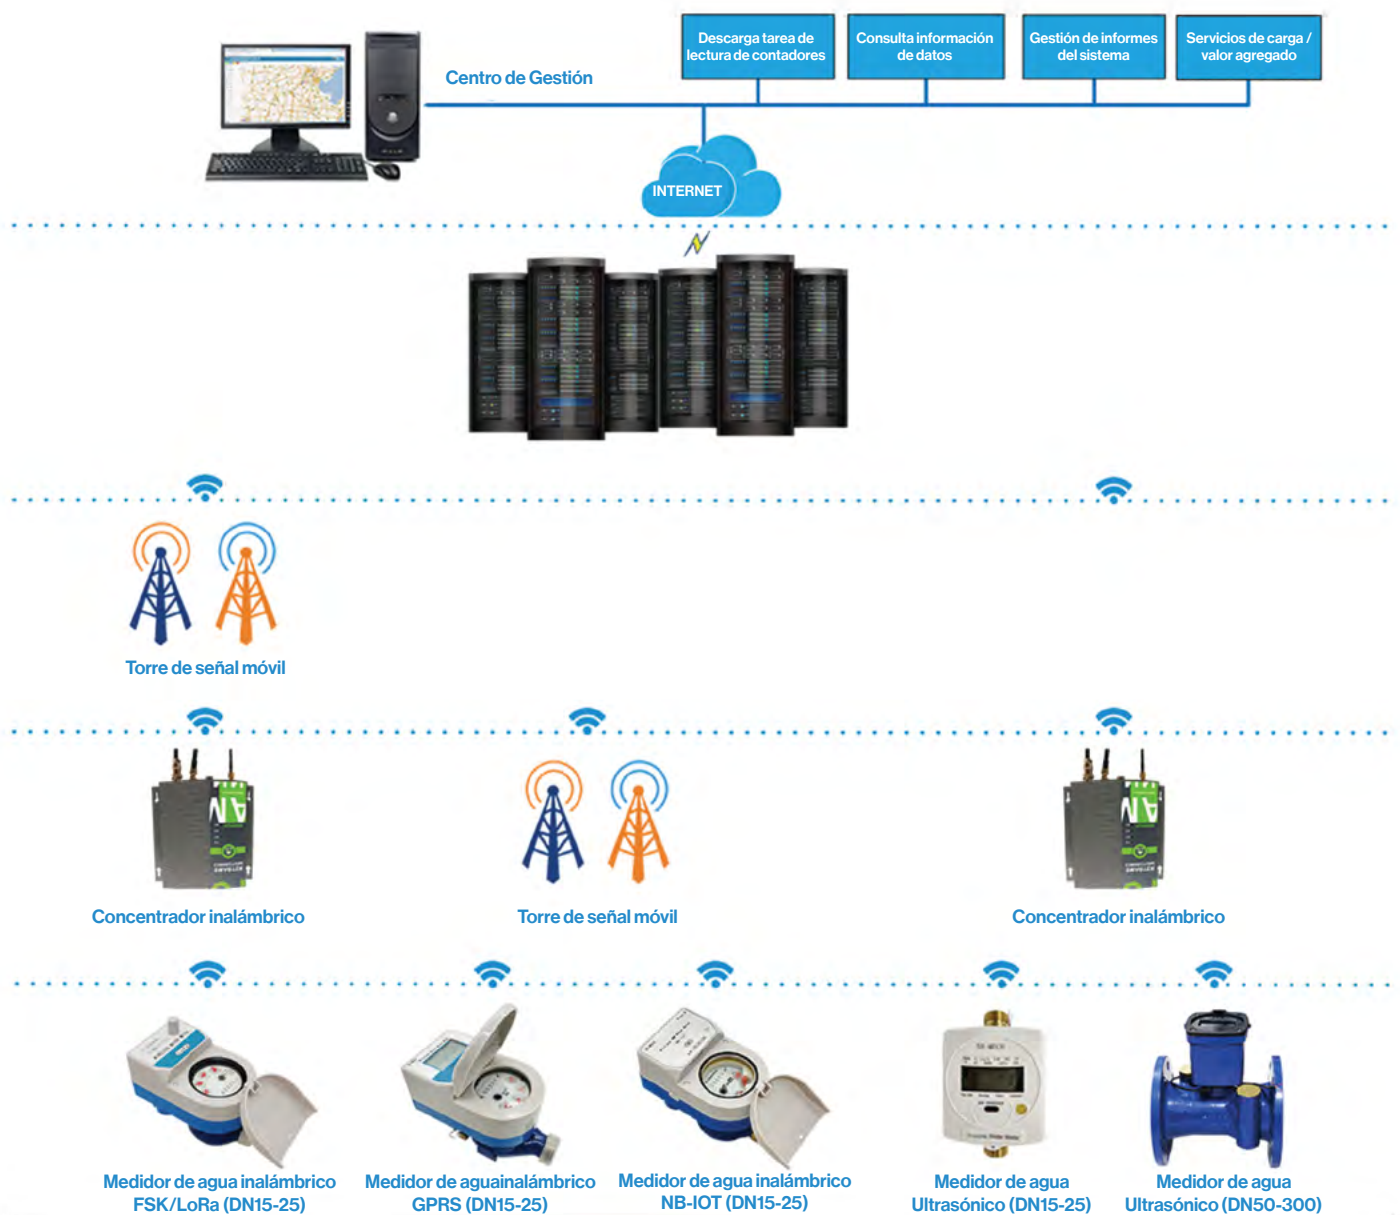 Centro de Gestión
Descarga tarea de
lectura de contadores
Consulta información
de datos
Gestión de informes
del sistema
Servicios de carga /
valor agregado
INTERNET
Torre de señal móvil
Concentrador inalámbrico
Torre de señal móvil
Concentrador inalámbrico
Medidor de agua inalámbrico
FSK/LoRa (DN15-25)
Medidor de aguainalámbrico
GPRS (DN15-25)
Medidor de agua inalámbrico
NB-IOT (DN15-25)
Medidor de agua
Ultrasónico (DN15-25)
Medidor de agua
Ultrasónico (DN50-300)